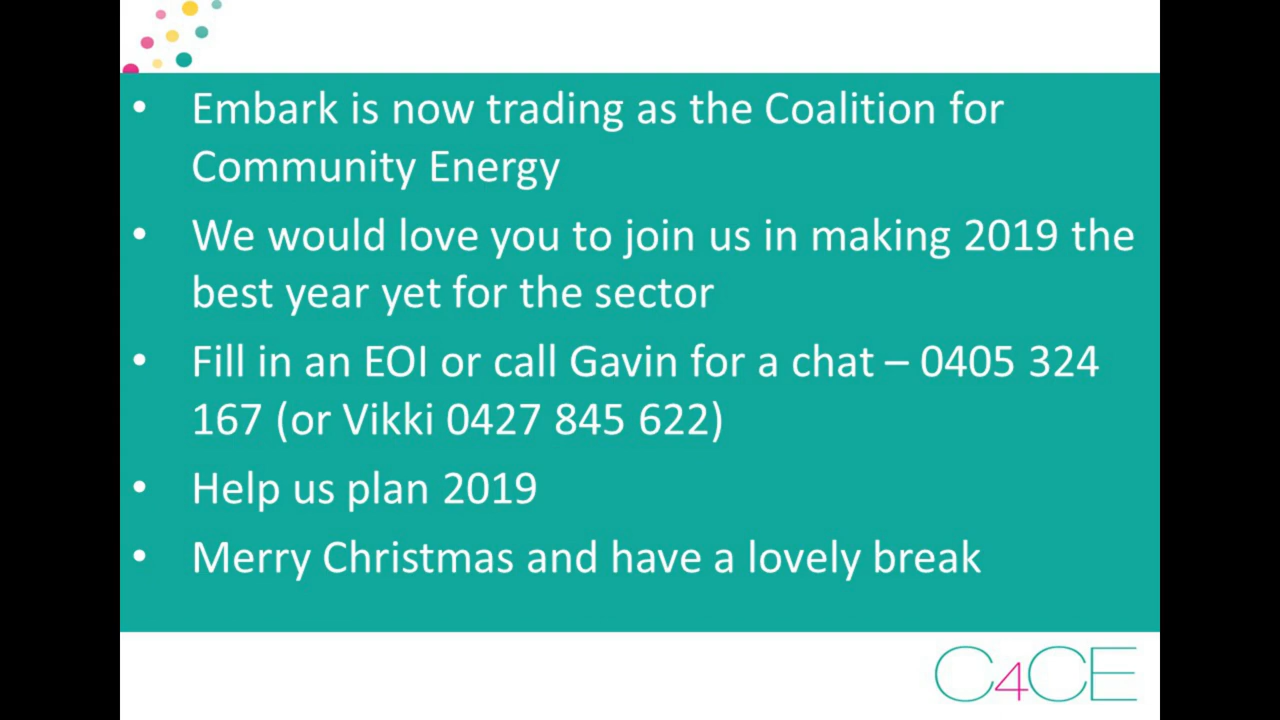 • Embark is now trading as the Coalition for
Community Energy
• We would love you to join us in making 2019 the
best year yet for the sector
• Fill in an EOI or call Gavin for a chat – 0405 324
167 (or Vikki 0427 845 622)
• Help us plan 2019
• Merry Christmas and have a lovely break
C4CE